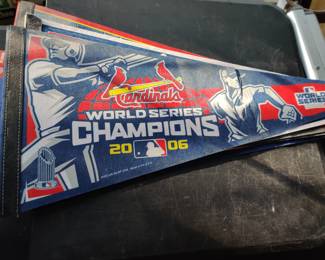 Cardinals
WORLD SERIES
CHAMPIONS
20 06
WORLD
SERIES